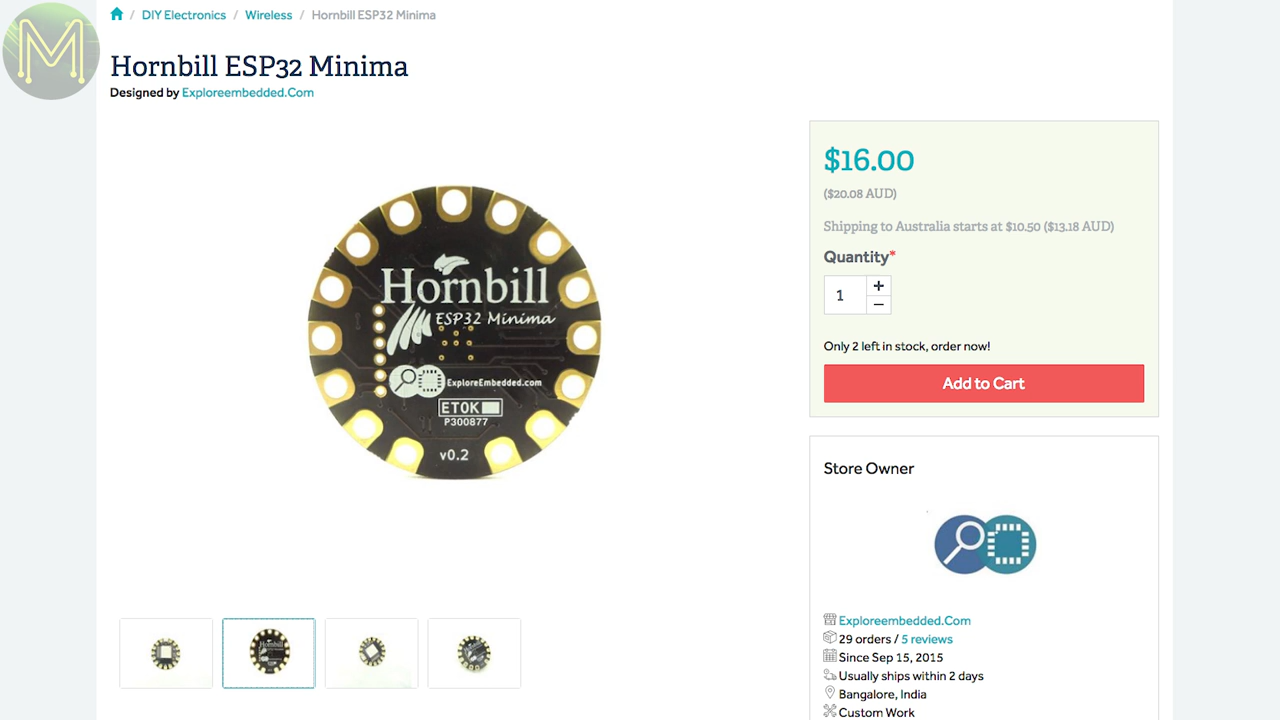 M
/ DIY Electronics / Wireless / Hornbill ESP32 Minima
Hornbill ESP32 Minima
Designed by Exploreembedded.Com
Hornbill
ESP32 Minima
ExploreEmbedded.com
ET0K
P300877
v0.2
$16.00
($20.08 AUD)
Shipping to Australia starts at $10.50 ($13.18 AUD)
Quantity*
1
+
−
Only 2 left in stock, order now!
Add to Cart
Store Owner
Exploreembedded.Com
29 orders / 5 reviews
Since Sep 15, 2015
Usually ships within 2 days
Bangalore, India
Custom Work